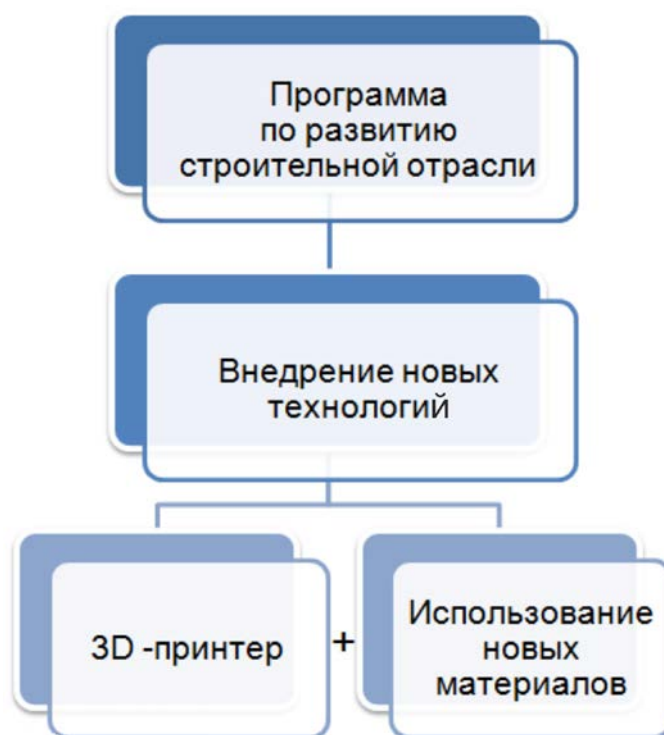 Программа
по развитию
строительной отрасли
Внедрение новых
технологий
3D -принтер
+
Использование
новых
материалов